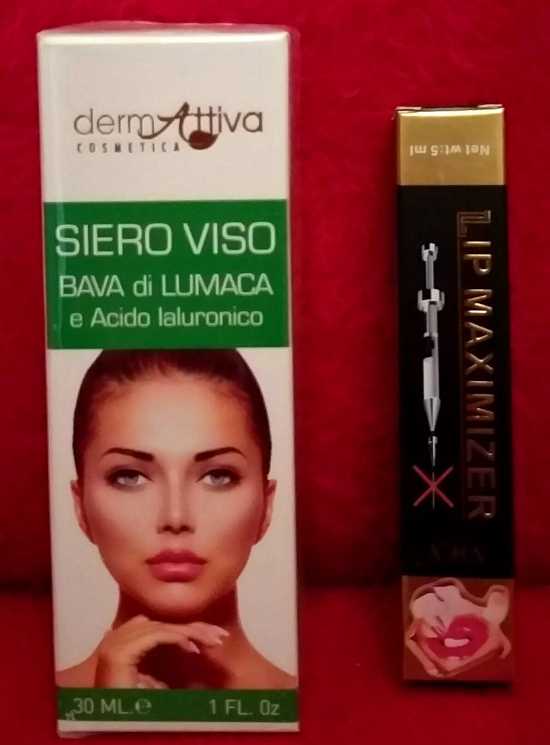 dermAttiva
COSMETICA
SIERO VISO
BAVA di LUMACA
e Acido Ialuronico
30 ML. ℮ 1 FL. Oz
Net wt:5 ml
LIP MAXIMIZER